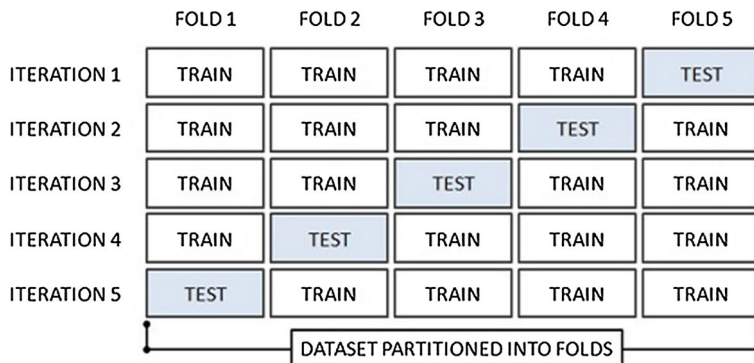 FOLD 1 FOLD 2 FOLD 3 FOLD 4 FOLD 5
ITERATION 1 TRAIN TRAIN TRAIN TRAIN TEST
ITERATION 2 TRAIN TRAIN TRAIN TEST TRAIN
ITERATION 3 TRAIN TRAIN TEST TRAIN TRAIN
ITERATION 4 TRAIN TEST TRAIN TRAIN TRAIN
ITERATION 5 TEST TRAIN TRAIN TRAIN TRAIN
DATASET PARTITIONED INTO FOLDS